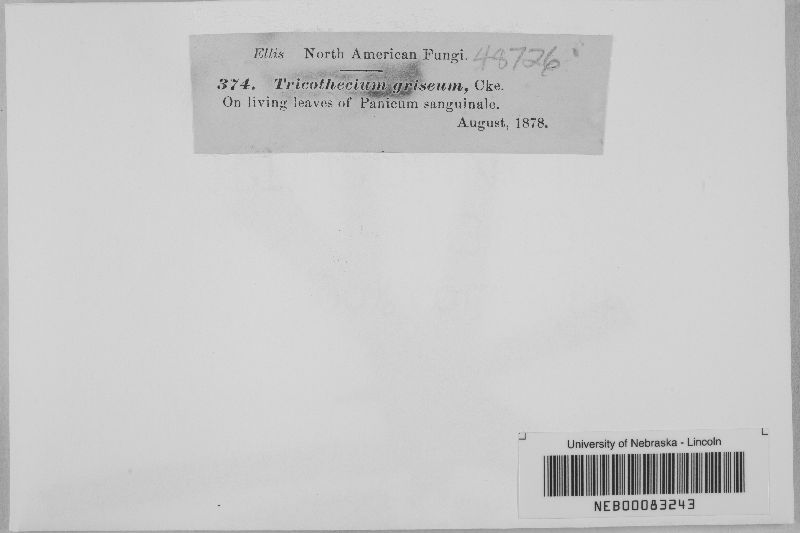 Ellis North American Fungi. 48726
374. Tricothecium griseum, Cke.
On living leaves of Panicum sanguinale.
August, 1878.
University of Nebraska - Lincoln
NEB00083243